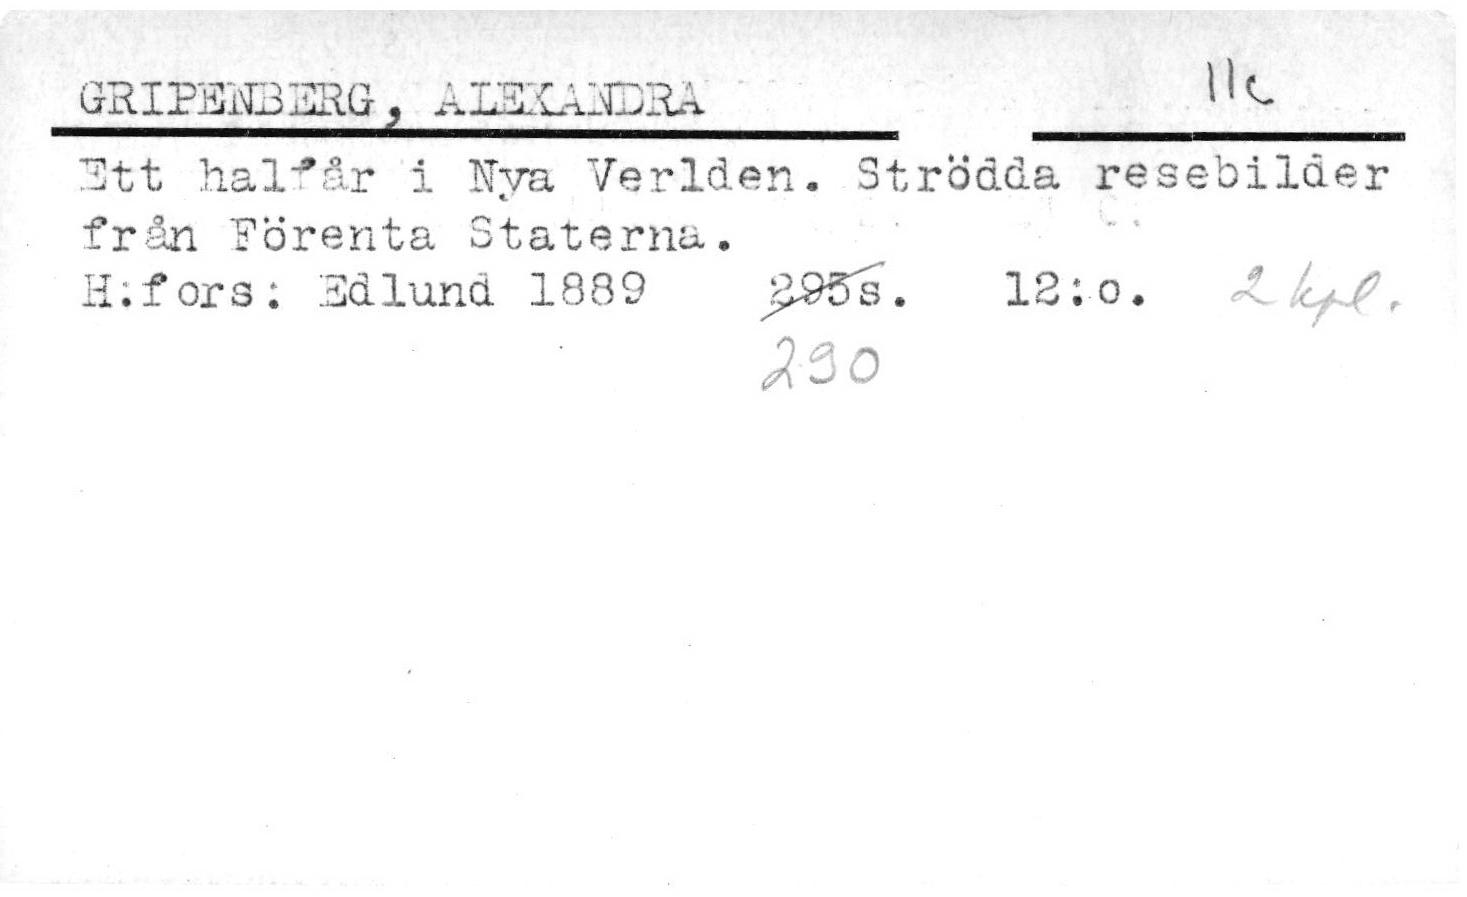 GRIPENBERG, ALEXANDRA 11c
Ett halfår i Nya Verlden. Strödda resebilder
från Förenta Staterna.
H:fors: Edlund 1889 295s. 12:o. 2 kpl.
290